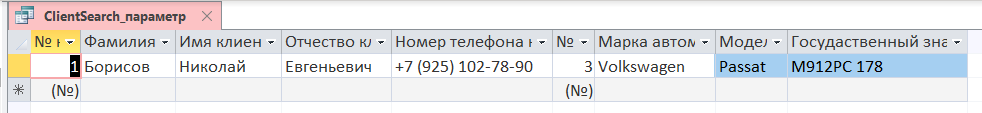 ClientSearch_параметр
№ к Фамилия Имя клиен Отчество кл Номер телефона к № Марка автом Модел Государственный зна
1 Борисов Николай Евгеньевич +7 (925) 102-78-90 3 Volkswagen Passat М912РС 178
(№) (№)